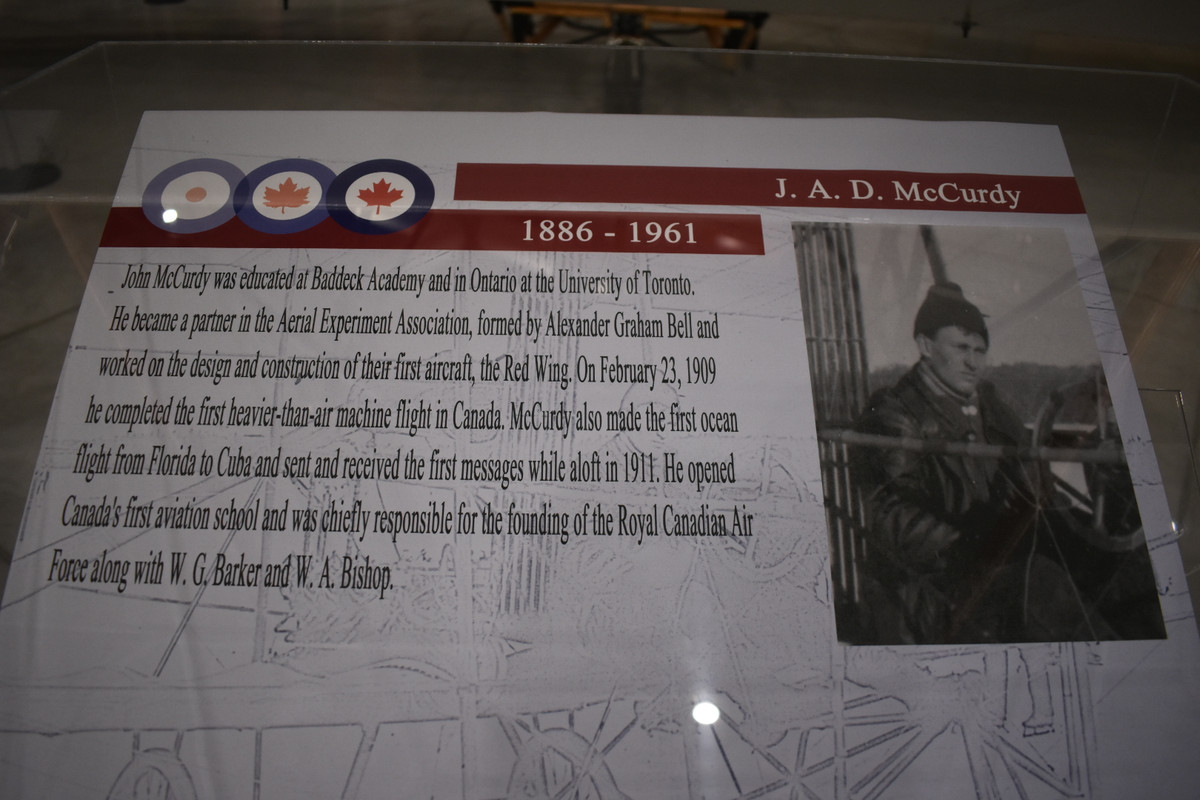 J. A. D. McCurdy
1886 - 1961
John McCurdy was educated at Baddeck Academy and in Ontario at the University of Toronto.
He became a partner in the Aerial Experiment Association, formed by Alexander Graham Bell and
worked on the design and construction of their first aircraft, the Red Wing. On February 23, 1909
he completed the first heavier-than-air machine flight in Canada. McCurdy also made the first ocean
flight from Florida to Cuba and sent and received the first messages while aloft in 1911. He opened
Canada's first aviation school and was chiefly responsible for the founding of the Royal Canadian Air
Force along with W. G. Barker and W. A. Bishop.